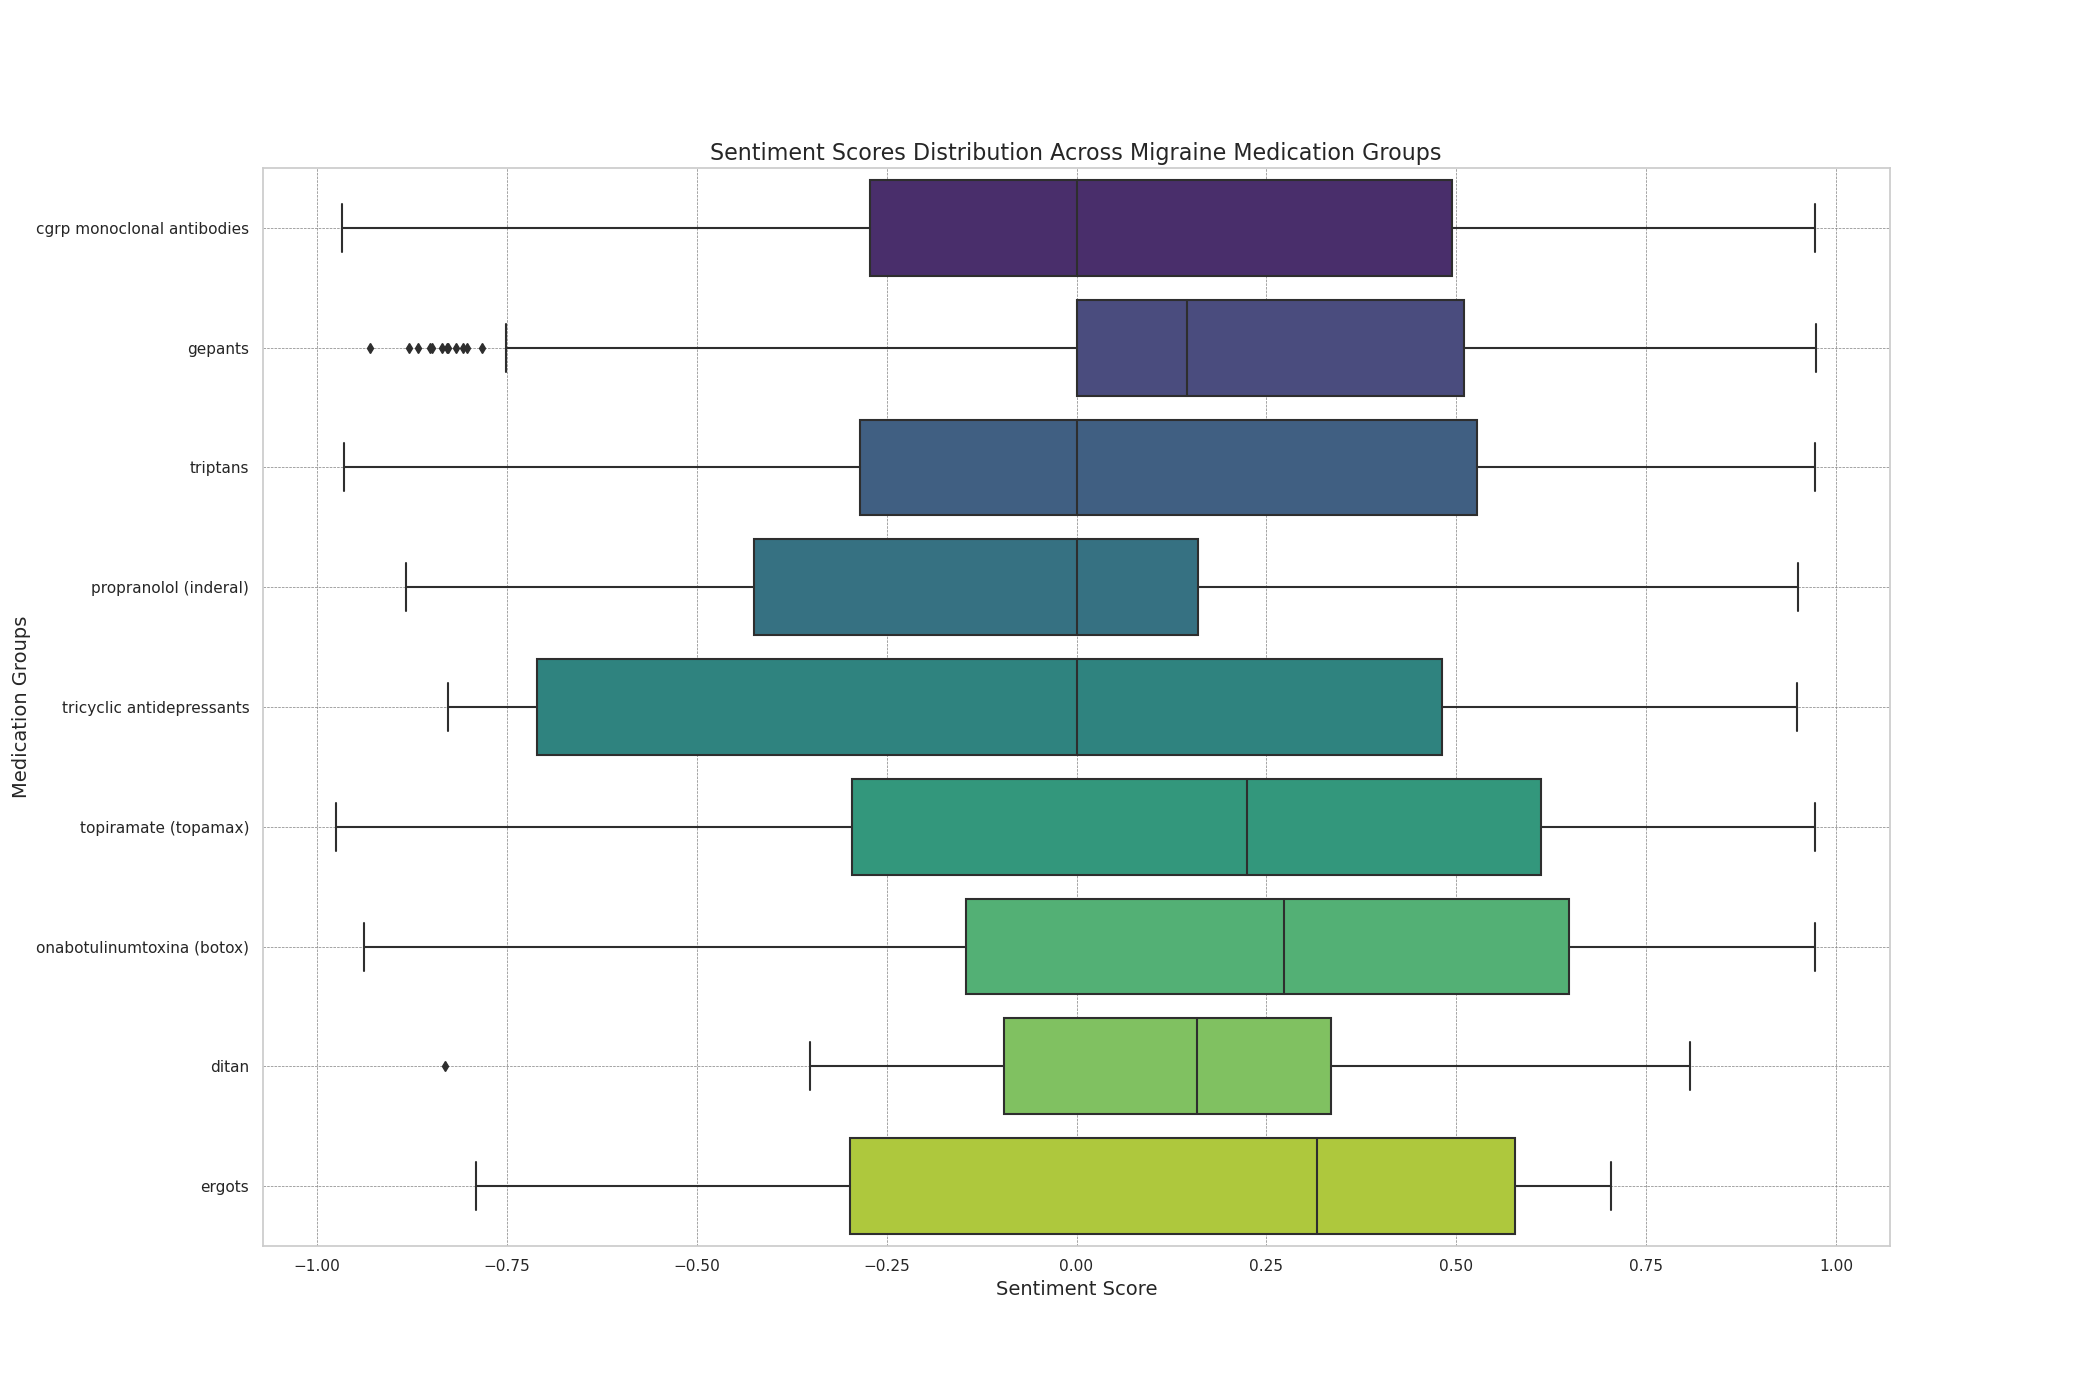 Sentiment Scores Distribution Across Migraine Medication Groups
Medication Groups
cgrp monoclonal antibodies
gepants
triptans
propranolol (inderal)
tricyclic antidepressants
topiramate (topamax)
onabotulinumtoxina (botox)
ditan
ergots
−1.00 −0.75 −0.50 −0.25 0.00 0.25 0.50 0.75 1.00
Sentiment Score